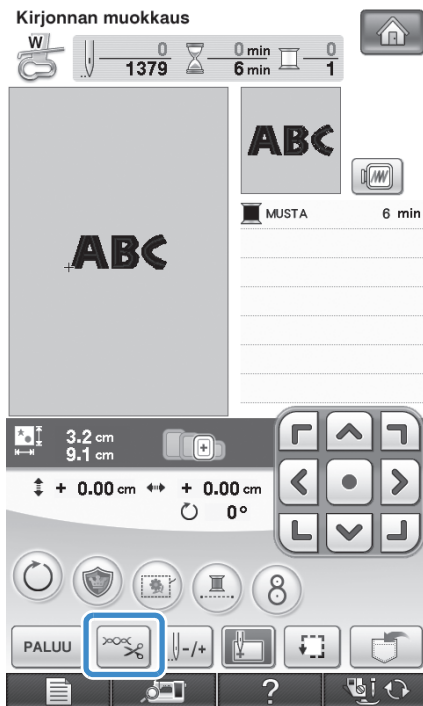 Kirjonnan muokkaus
W
0
1379
0 min
6 min
0
1
ABC
ABC
MUSTA 6 min
3.2 cm
9.1 cm
+ 0.00 cm + 0.00 cm
0°
8
PALUU
-/+
?